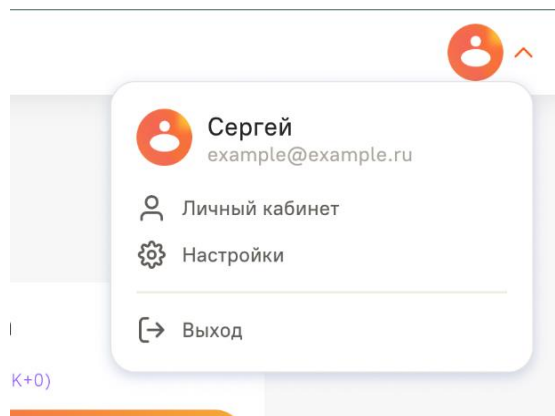 Сергей
example@example.ru
Личный кабинет
Настройки
Выход
К+0)